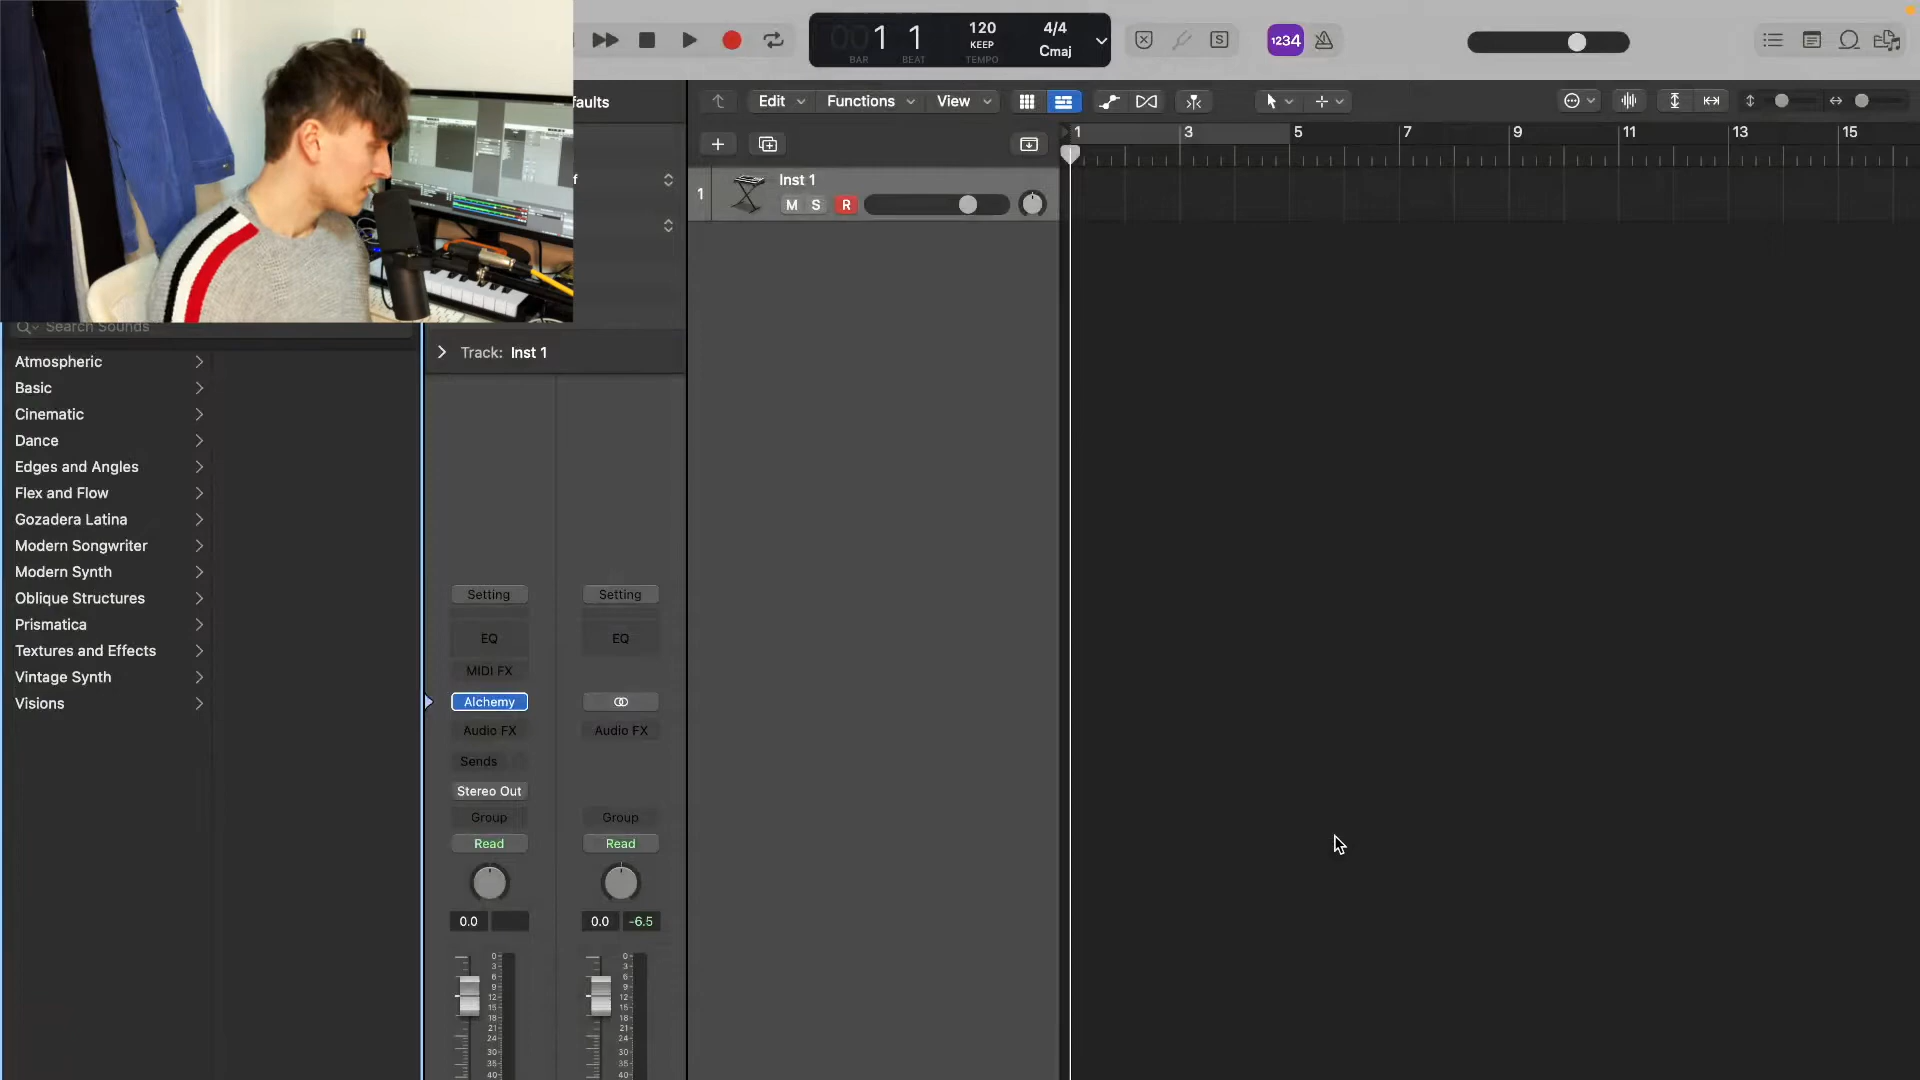 1 1
BAR BEAT
120
KEEP
TEMPO
4/4
Cmaj
S
1234
faults
Edit Functions View
1 3 5 7 9 11 13 15
f
1
Inst 1
M S R
Search Sounds
Atmospheric
Basic
Cinematic
Dance
Edges and Angles
Flex and Flow
Gozadera Latina
Modern Songwriter
Modern Synth
Oblique Structures
Prismatica
Textures and Effects
Vintage Synth
Visions
Track: Inst 1
Setting Setting
EQ EQ
MIDI FX
Alchemy
Audio FX Audio FX
Sends
Stereo Out
Group Group
Read Read
0.0 0.0 -6.5
0 0
3 3
6 6
9 9
12 12
15 15
18 18
21 21
24 24
30 30
35 35
40 40